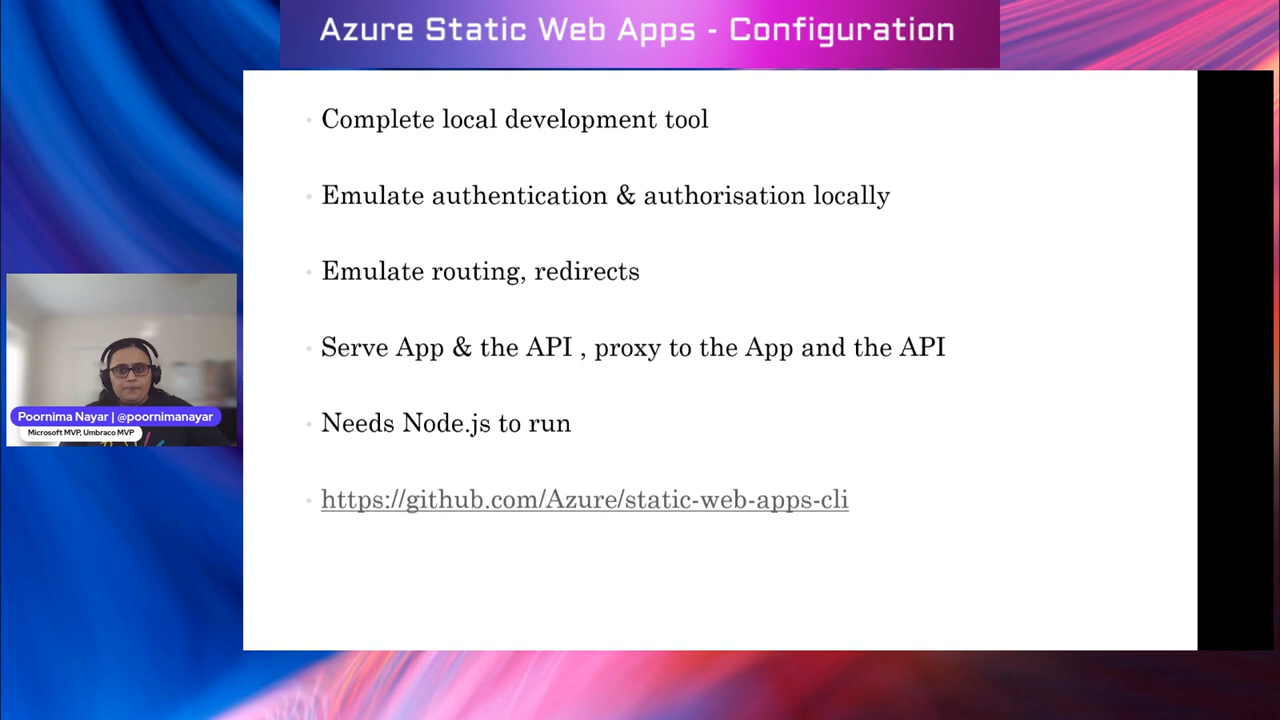 Azure Static Web Apps - Configuration
Complete local development tool
Emulate authentication & authorisation locally
Emulate routing, redirects
Serve App & the API , proxy to the App and the API
Needs Node.js to run
https://github.com/Azure/static-web-apps-cli
Poornima Nayar | @poornimanayar
Microsoft MVP, Umbraco MVP